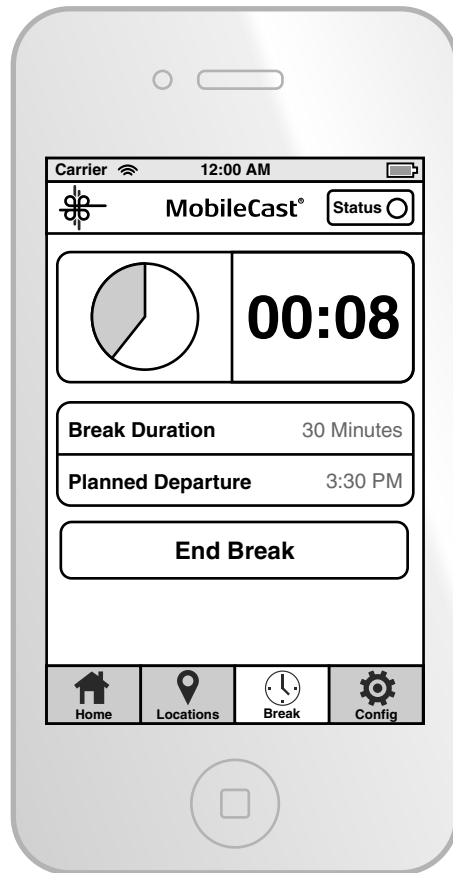 Carrier 12:00 AM
MobileCast® Status
00:08
Break Duration 30 Minutes
Planned Departure 3:30 PM
End Break
Home Locations Break Config